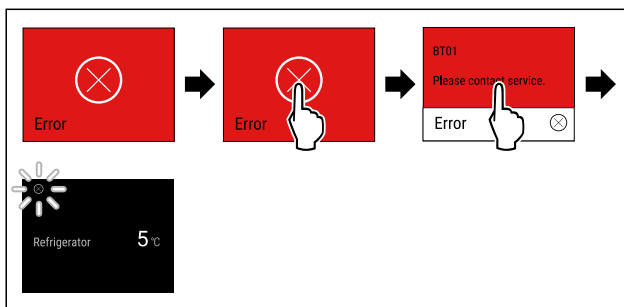 Error
Error
BT01
Please contact service.
Error
Refrigerator 5 °C